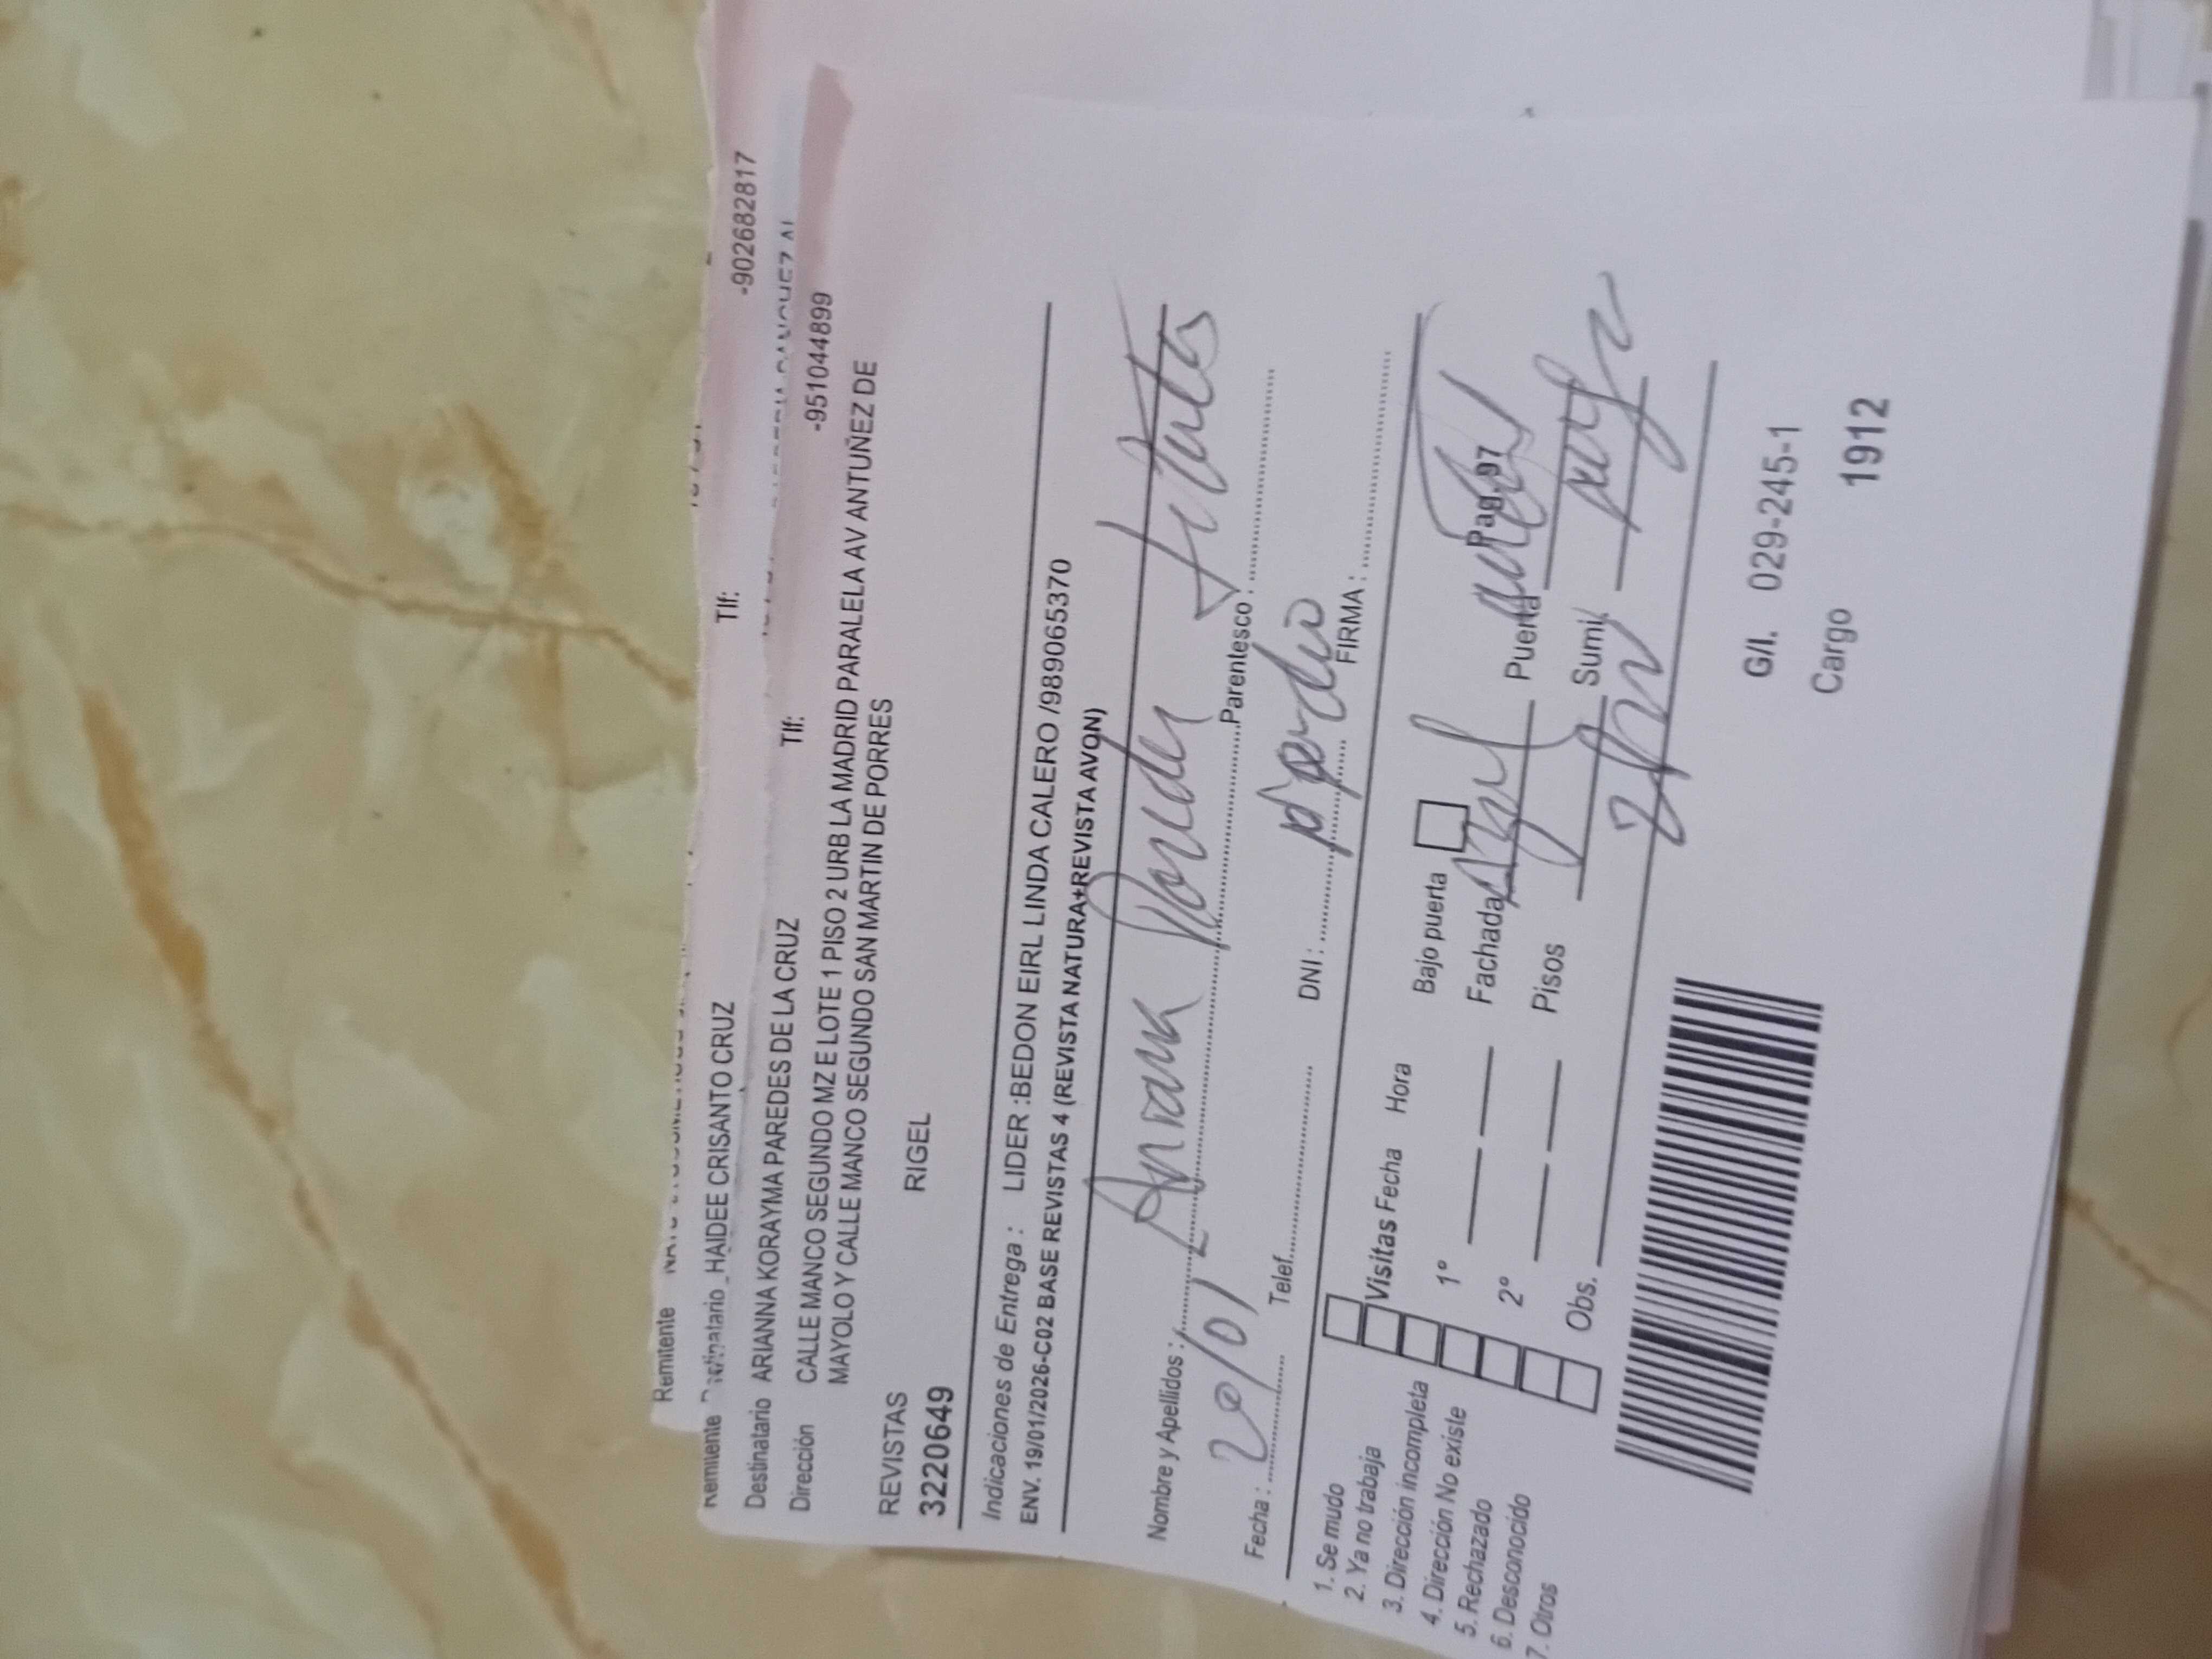 Remitente
Remitente HAIDEE CRISANTO CRUZ Tlf: -902682817
Destinatario ARIANNA KORAYMA PAREDES DE LA CRUZ Tlf: -951044899
Dirección CALLE MANCO SEGUNDO MZ E LOTE 1 PISO 2 URB LA MADRID PARALELA AV ANTUÑEZ DE
MAYOLO Y CALLE MANCO SEGUNDO SAN MARTIN DE PORRES
REVISTAS RIGEL
3220649
Indicaciones de Entrega : LIDER :BEDON EIRL LINDA CALERO /989065370
ENV. 19/01/2026-C02 BASE REVISTAS 4 (REVISTA NATURA+REVISTA AVON)
Nombre y Apellidos : Parentesco :
Fecha : 20/01 Telef. DNI : FIRMA :
1. Se mudo
2. Ya no trabaja
3. Dirección incompleta
4. Dirección No existe
5. Rechazado
6. Desconocido
7. Otros
Visitas Fecha Hora
1º
2º
Obs.
Bajo puerta Pag. 97
Fachada Azul Puerta
Pisos Sumi.
G/I. 029-245-1
Cargo 1912